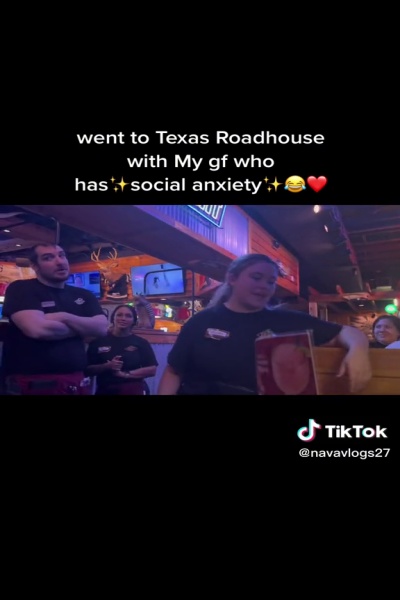 went to Texas Roadhouse
with My gf who
has✨social anxiety✨😂❤️
TikTok
@navavlogs27